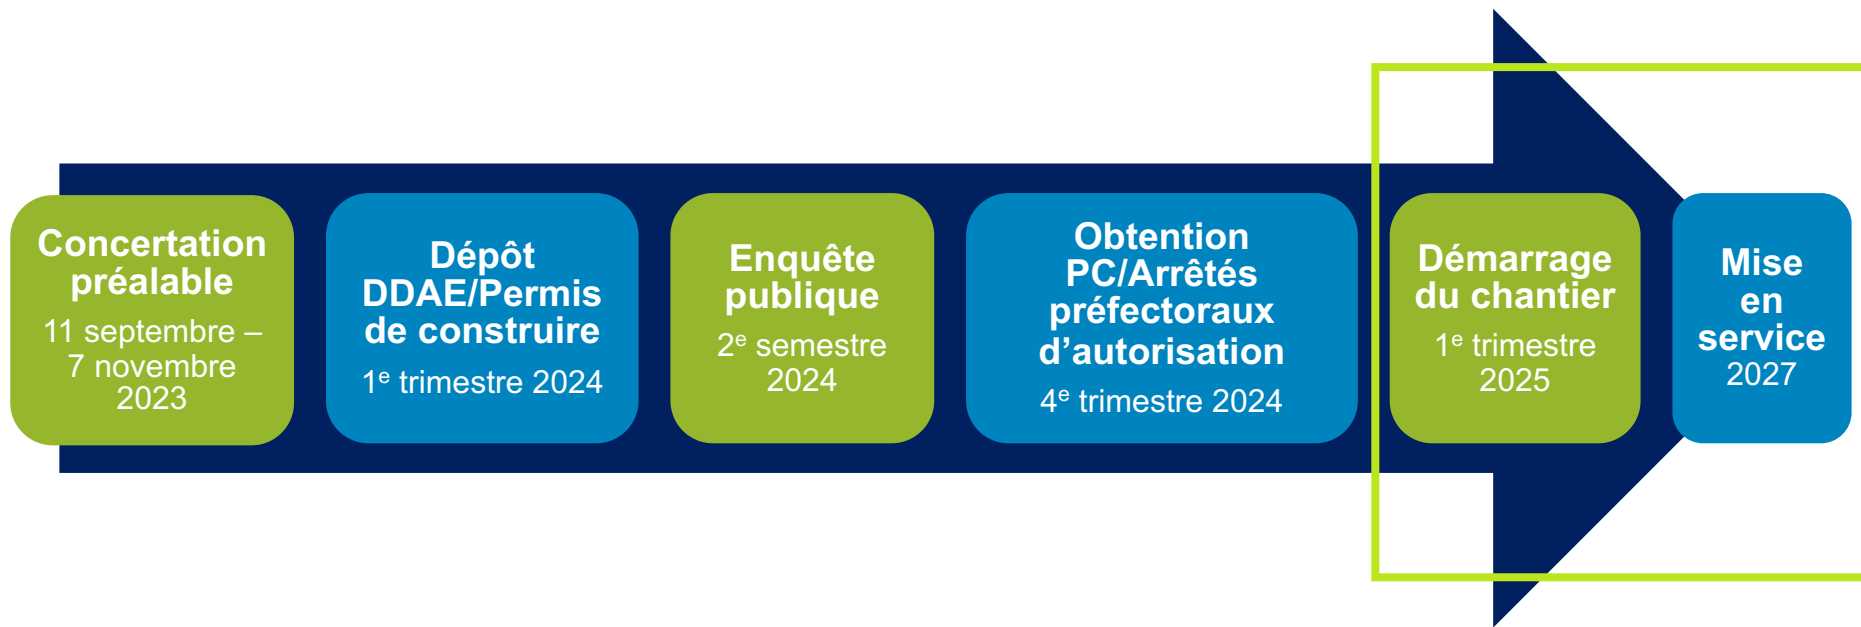 Concertation
préalable
11 septembre –
7 novembre
2023
Dépôt
DDAE/Permis
de construire
1e trimestre 2024
Enquête
publique
2e semestre
2024
Obtention
PC/Arrêtés
préfectoraux
d’autorisation
4e trimestre 2024
Démarrage
du chantier
1e trimestre
2025
Mise
en
service
2027